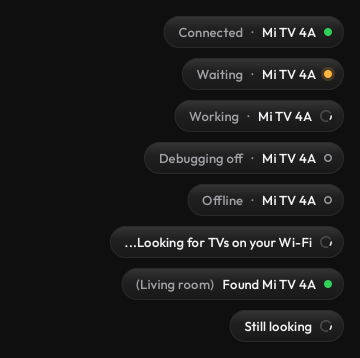 Connected · Mi TV 4A
Waiting · Mi TV 4A
Working · Mi TV 4A
Debugging off · Mi TV 4A
Offline · Mi TV 4A
...Looking for TVs on your Wi-Fi
(Living room) Found Mi TV 4A
Still looking